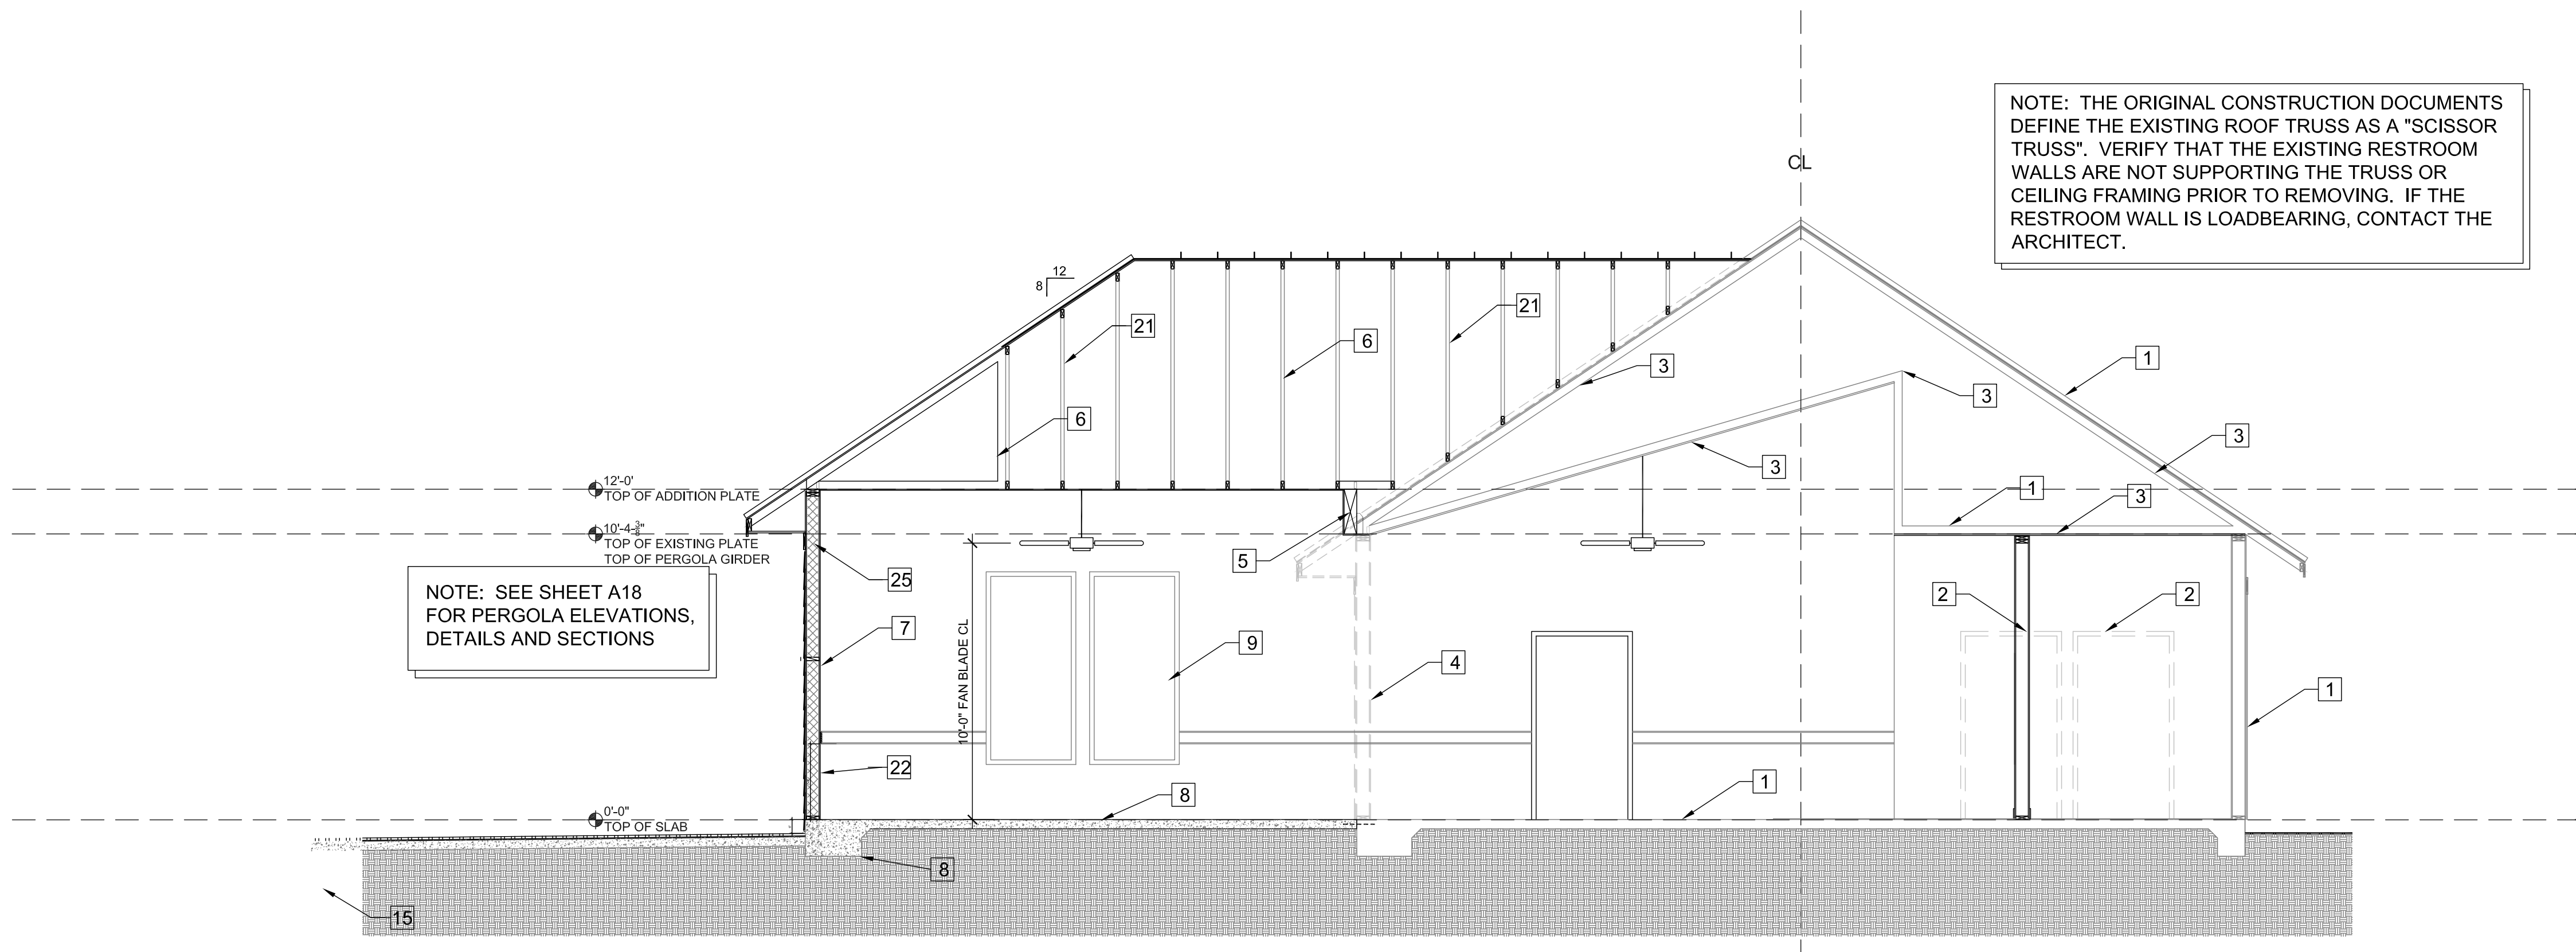 NOTE: THE ORIGINAL CONSTRUCTION DOCUMENTS
DEFINE THE EXISTING ROOF TRUSS AS A "SCISSOR
TRUSS". VERIFY THAT THE EXISTING RESTROOM
WALLS ARE NOT SUPPORTING THE TRUSS OR
CEILING FRAMING PRIOR TO REMOVING. IF THE
RESTROOM WALL IS LOADBEARING, CONTACT THE
ARCHITECT.
CL
12
8
21
21
6
3
1
3
6
3
3
12'-0'
TOP OF ADDITION PLATE
1
3
10'-4-3/8"
TOP OF EXISTING PLATE
TOP OF PERGOLA GIRDER
5
25
NOTE: SEE SHEET A18
FOR PERGOLA ELEVATIONS,
DETAILS AND SECTIONS
2
2
7
9
4
10'-0" FAN BLADE CL
1
22
1
8
0'-0"
TOP OF SLAB
8
15